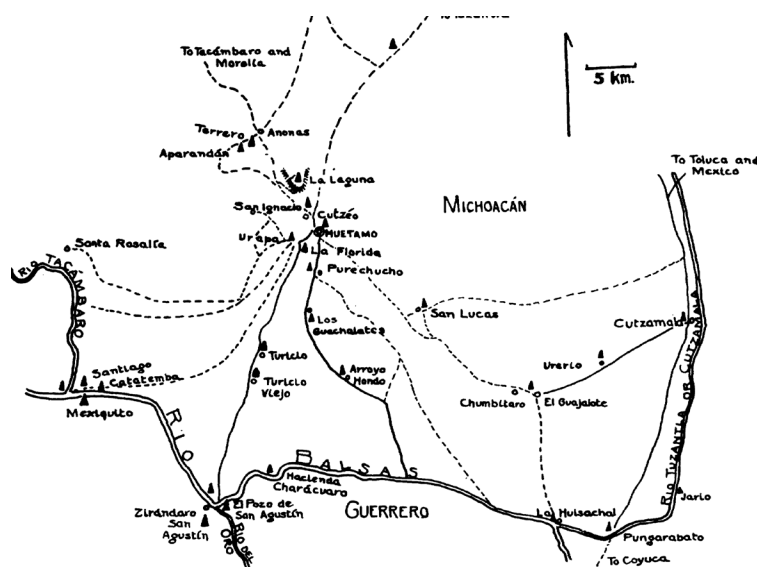 To Tacámbaro and
Morelia
5 km.
Terrero
Anonas
Aparandán
La Laguna
To Toluca and
Mexico
San Ignacio
Cutzéo
MICHOACÁN
HUETAMO
Urapa
La Florida
Santa Rosalía
Purechucho
RIO TACAMBARO
San Lucas
Los
Guachalates
Cutzamala
Turicio
Urerio
Santiago
Catatemba
Arroyo
Hondo
Turicio
Viejo
Chumbitaro
El Guajalote
Mexiquito
RIO TUZANTLA OR CUTZAMALA
RIO BALSAS
Hacienda
Charácuaro
Jario
Zirándaro
San
Agustín
Pozo de
San Agustín
GUERRERO
Los Huisachal
Pungarabato
RIO DEL
ORO
To Coyuca